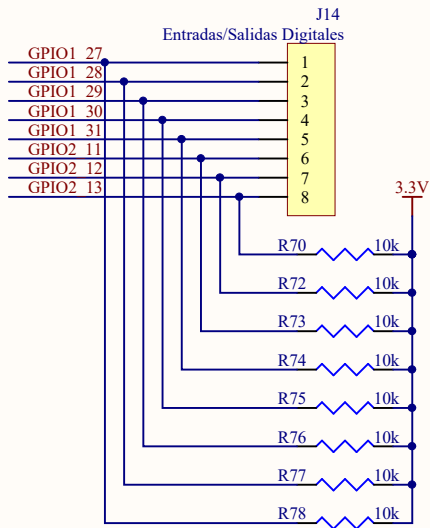 J14
Entradas/Salidas Digitales
GPIO1_27 1
GPIO1_28 2
GPIO1_29 3
GPIO1_30 4
GPIO1_31 5
GPIO2_11 6
GPIO2_12 7
GPIO2_13 8
3.3V
R70 10k
R72 10k
R73 10k
R74 10k
R75 10k
R76 10k
R77 10k
R78 10k